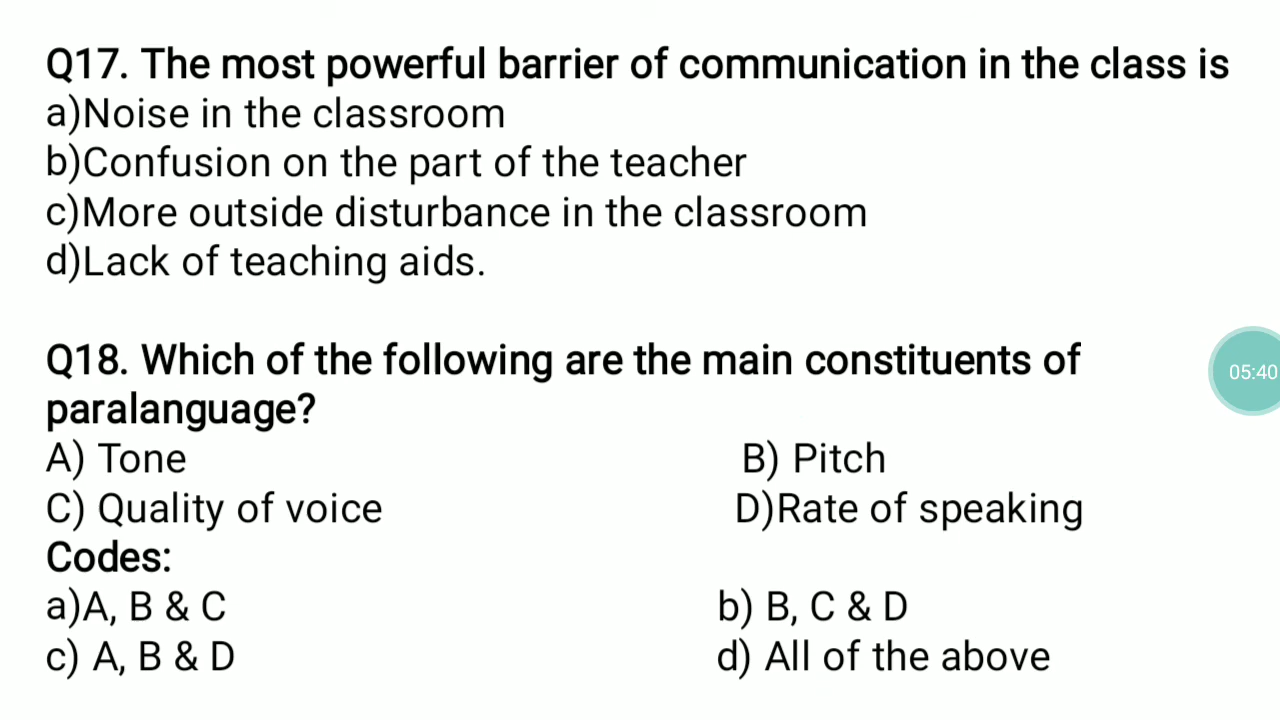 Q17. The most powerful barrier of communication in the class is
a)Noise in the classroom
b)Confusion on the part of the teacher
c)More outside disturbance in the classroom
d)Lack of teaching aids.
Q18. Which of the following are the main constituents of
paralanguage?
A) Tone B) Pitch
C) Quality of voice D)Rate of speaking
Codes:
a)A, B & C b) B, C & D
c) A, B & D d) All of the above
05:40